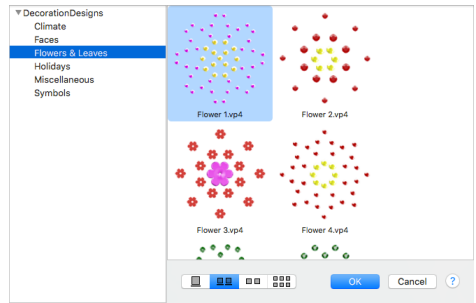 DecorationDesigns
Climate
Faces
Flowers & Leaves
Holidays
Miscellaneous
Symbols
Flower 1.vp4
Flower 2.vp4
Flower 3.vp4
Flower 4.vp4
OK
Cancel
?